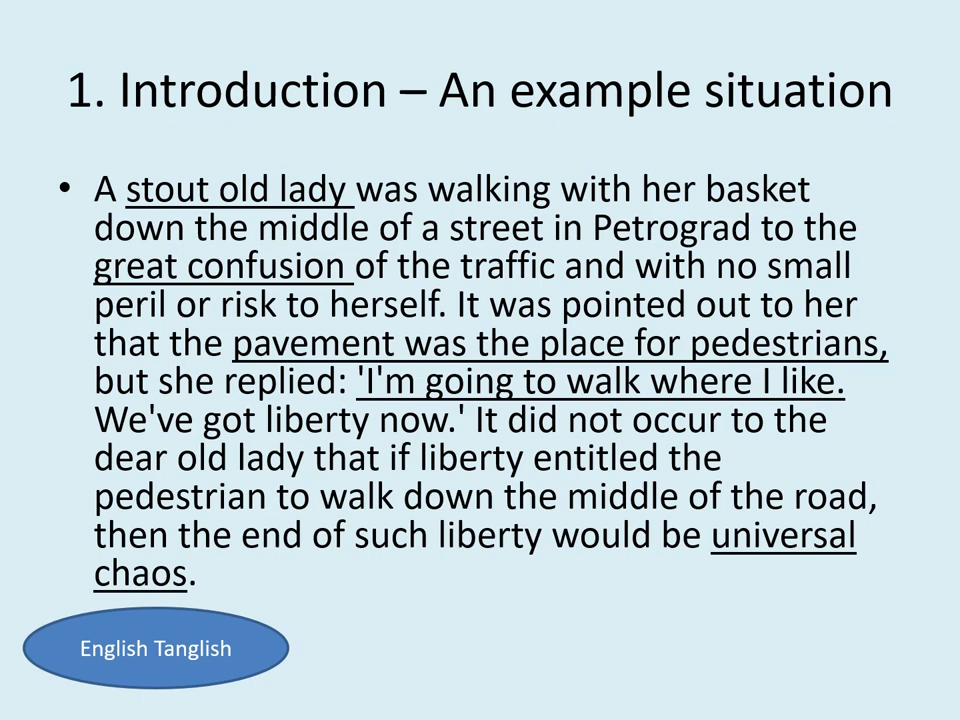 1. Introduction – An example situation
• A stout old lady was walking with her basket
down the middle of a street in Petrograd to the
great confusion of the traffic and with no small
peril or risk to herself. It was pointed out to her
that the pavement was the place for pedestrians,
but she replied: 'I'm going to walk where I like.
We've got liberty now.' It did not occur to the
dear old lady that if liberty entitled the
pedestrian to walk down the middle of the road,
then the end of such liberty would be universal
chaos.
English Tanglish